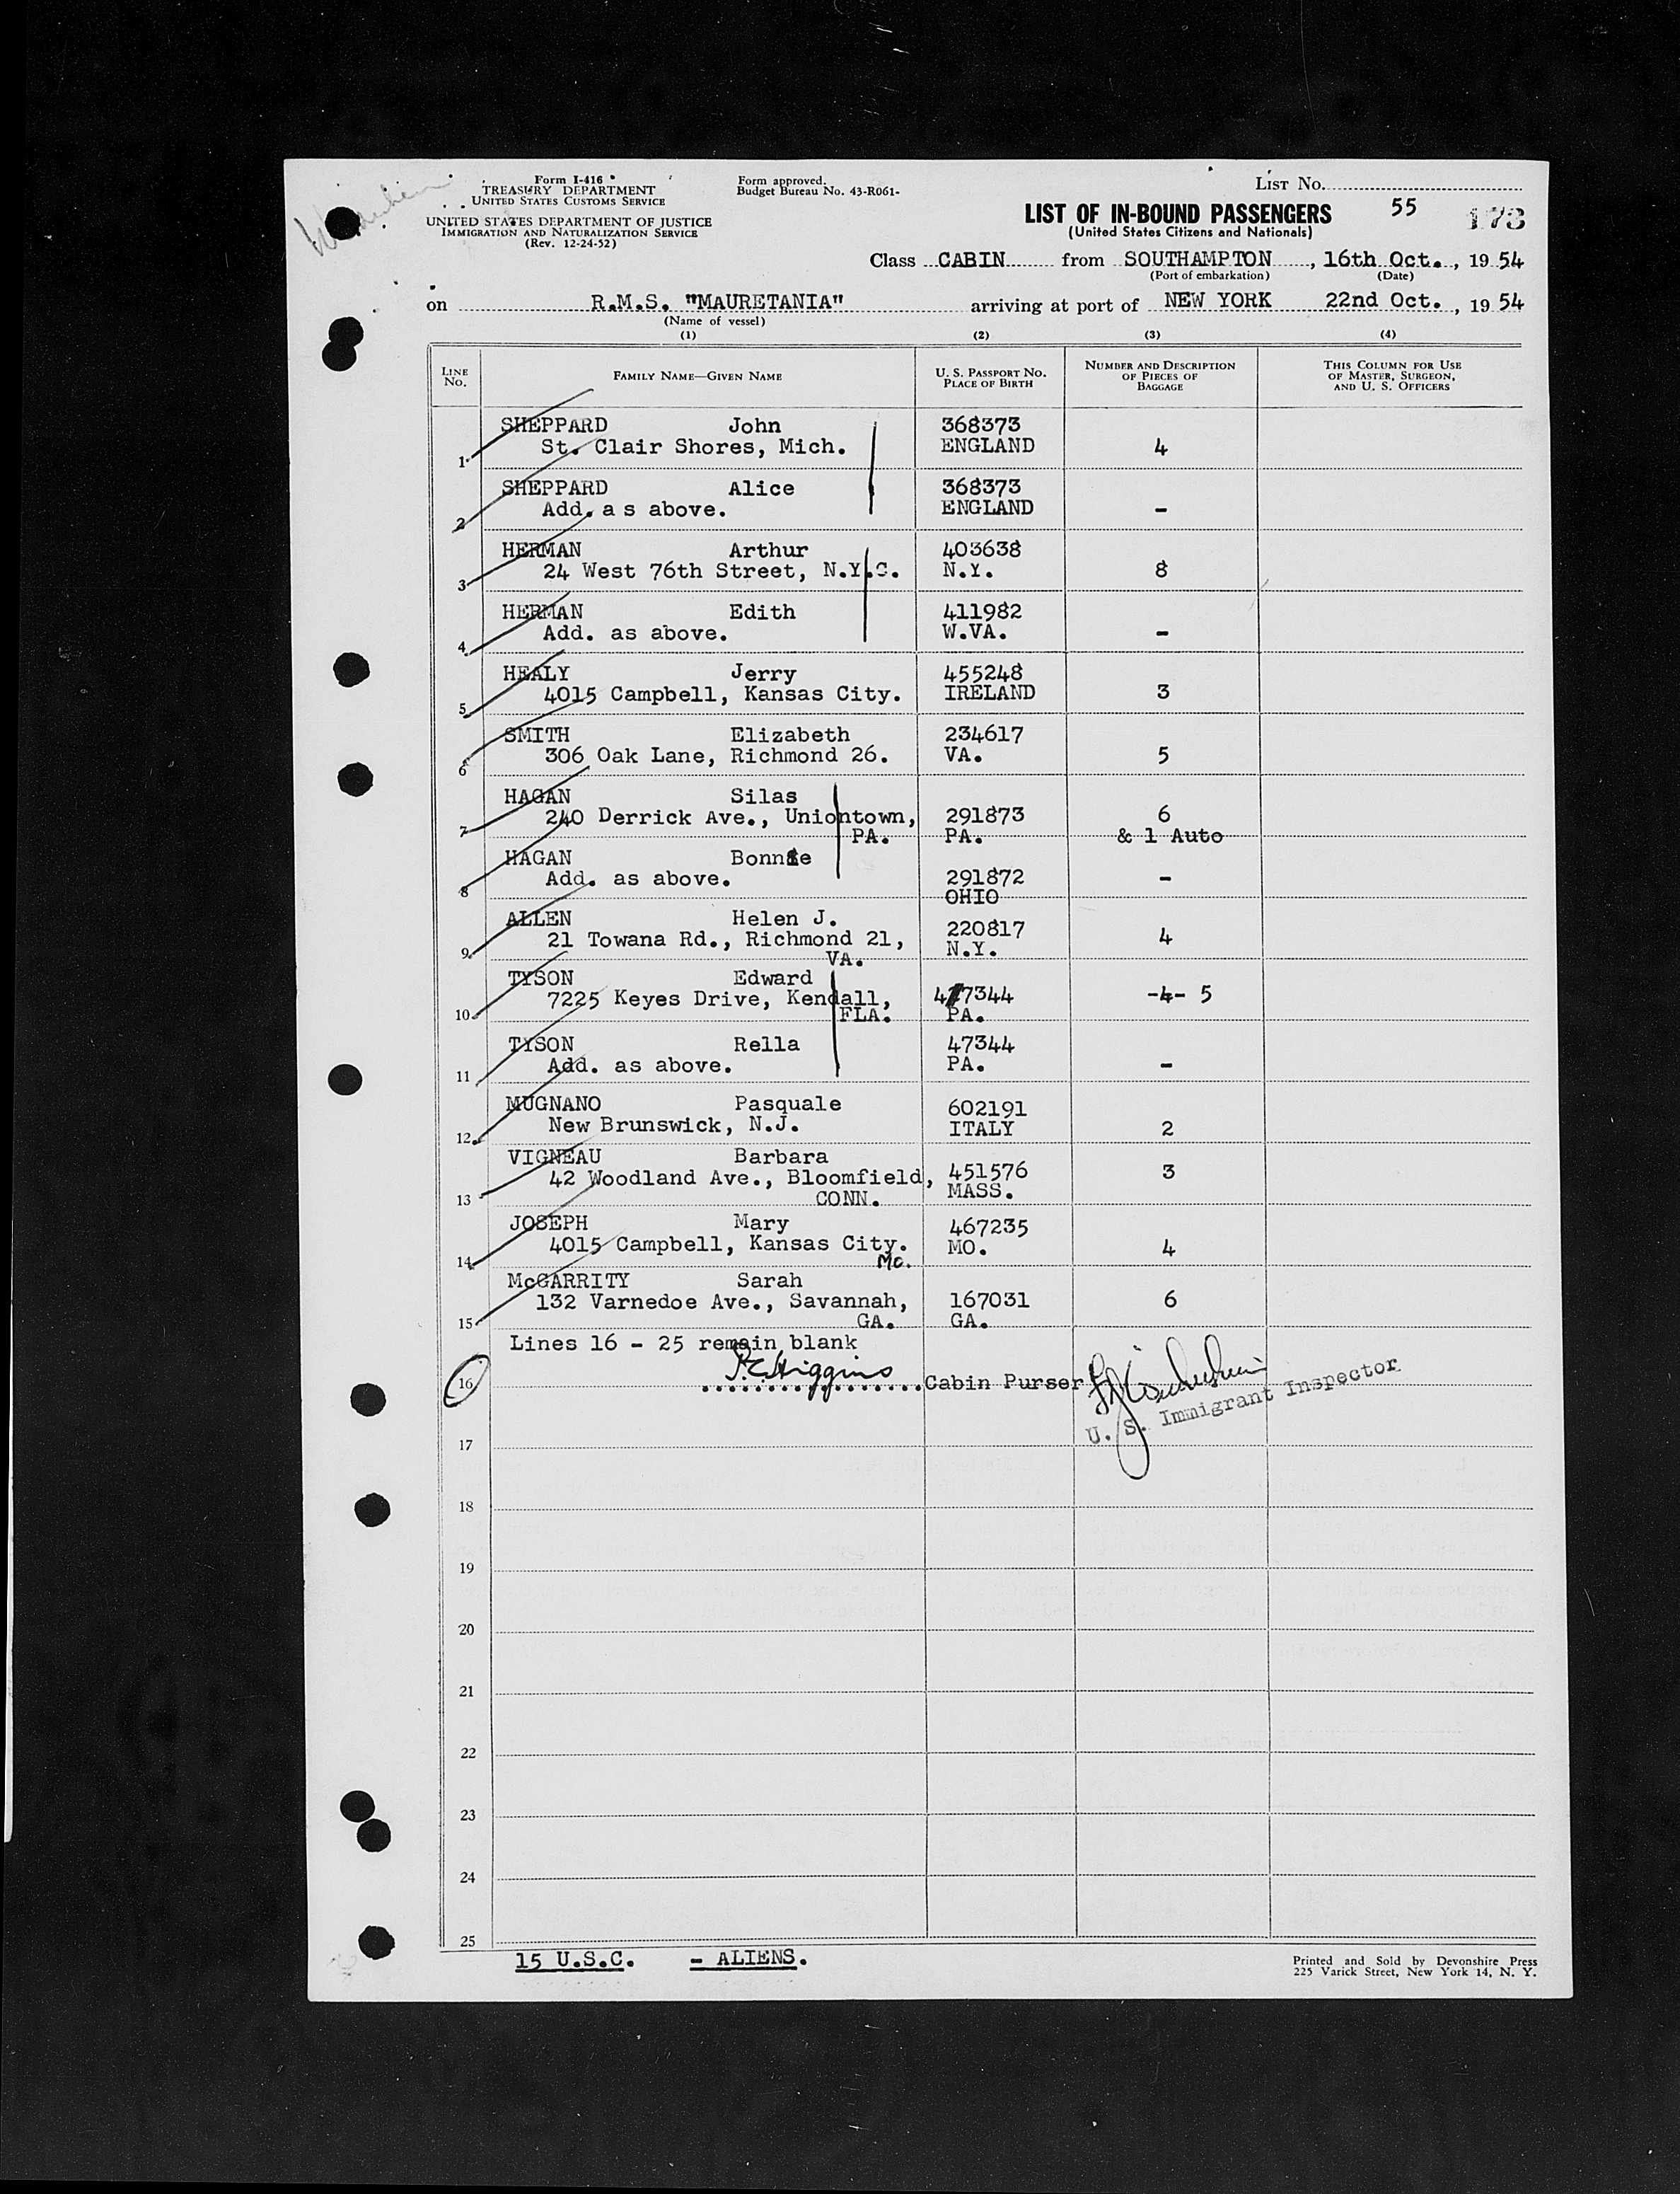 Form I-416
TREASURY DEPARTMENT
UNITED STATES CUSTOMS SERVICE
UNITED STATES DEPARTMENT OF JUSTICE
IMMIGRATION AND NATURALIZATION SERVICE
(Rev. 12-24-52)
Form approved.
Budget Bureau No. 43-R061-
LIST No.
LIST OF IN-BOUND PASSENGERS 55 173
(United States Citizens and Nationals)
Class CABIN from SOUTHAMPTON, 16th Oct., 1954
(Port of embarkation) (Date)
on R.M.S. "MAURETANIA" arriving at port of NEW YORK 22nd Oct., 1954
(Name of vessel)
(1) (2) (3) (4)
LINE No. FAMILY NAME—GIVEN NAME U. S. PASSPORT NO. PLACE OF BIRTH NUMBER AND DESCRIPTION OF PIECES OF BAGGAGE THIS COLUMN FOR USE OF MASTER, SURGEON, AND U. S. OFFICERS
SHEPPARD John 368373
1 St. Clair Shores, Mich. ENGLAND 4
SHEPPARD Alice 368373
2 Add. a s above. ENGLAND -
HERMAN Arthur 403638
3 24 West 76th Street, N.Y.C. N.Y. 8
HERMAN Edith 411982
4 Add. as above. W.VA. -
HEALY Jerry 455248
5 4015 Campbell, Kansas City. IRELAND 3
SMITH Elizabeth 234617
6 306 Oak Lane, Richmond 26. VA. 5
HAGAN Silas
7 240 Derrick Ave., Uniontown, 291873 6
PA. PA. & 1 Auto
HAGAN Bonnie
8 Add. as above. 291872 -
OHIO
ALLEN Helen J. 220817
9 21 Towana Rd., Richmond 21, N.Y. 4
VA.
TYSON Edward
10 7225 Keyes Drive, Kendall, 47344 -4- 5
FLA. PA.
TYSON Rella 47344
11 Add. as above. PA. -
MUGNANO Pasquale 602191
12 New Brunswick, N.J. ITALY 2
VIGNEAU Barbara
13 42 Woodland Ave., Bloomfield, 451576 3
CONN. MASS.
JOSEPH Mary 467235
14 4015 Campbell, Kansas City. MO. 4
Mo.
McGARRITY Sarah
15 132 Varnedoe Ave., Savannah, 167031 6
GA. GA.
Lines 16 - 25 remain blank
16 P.C.Higgins Cabin Purser
U. S. Immigrant Inspector
17
18
19
20
21
22
23
24
25
15 U.S.C. - ALIENS.
Printed and Sold by Devonshire Press
225 Varick Street, New York 14, N. Y.